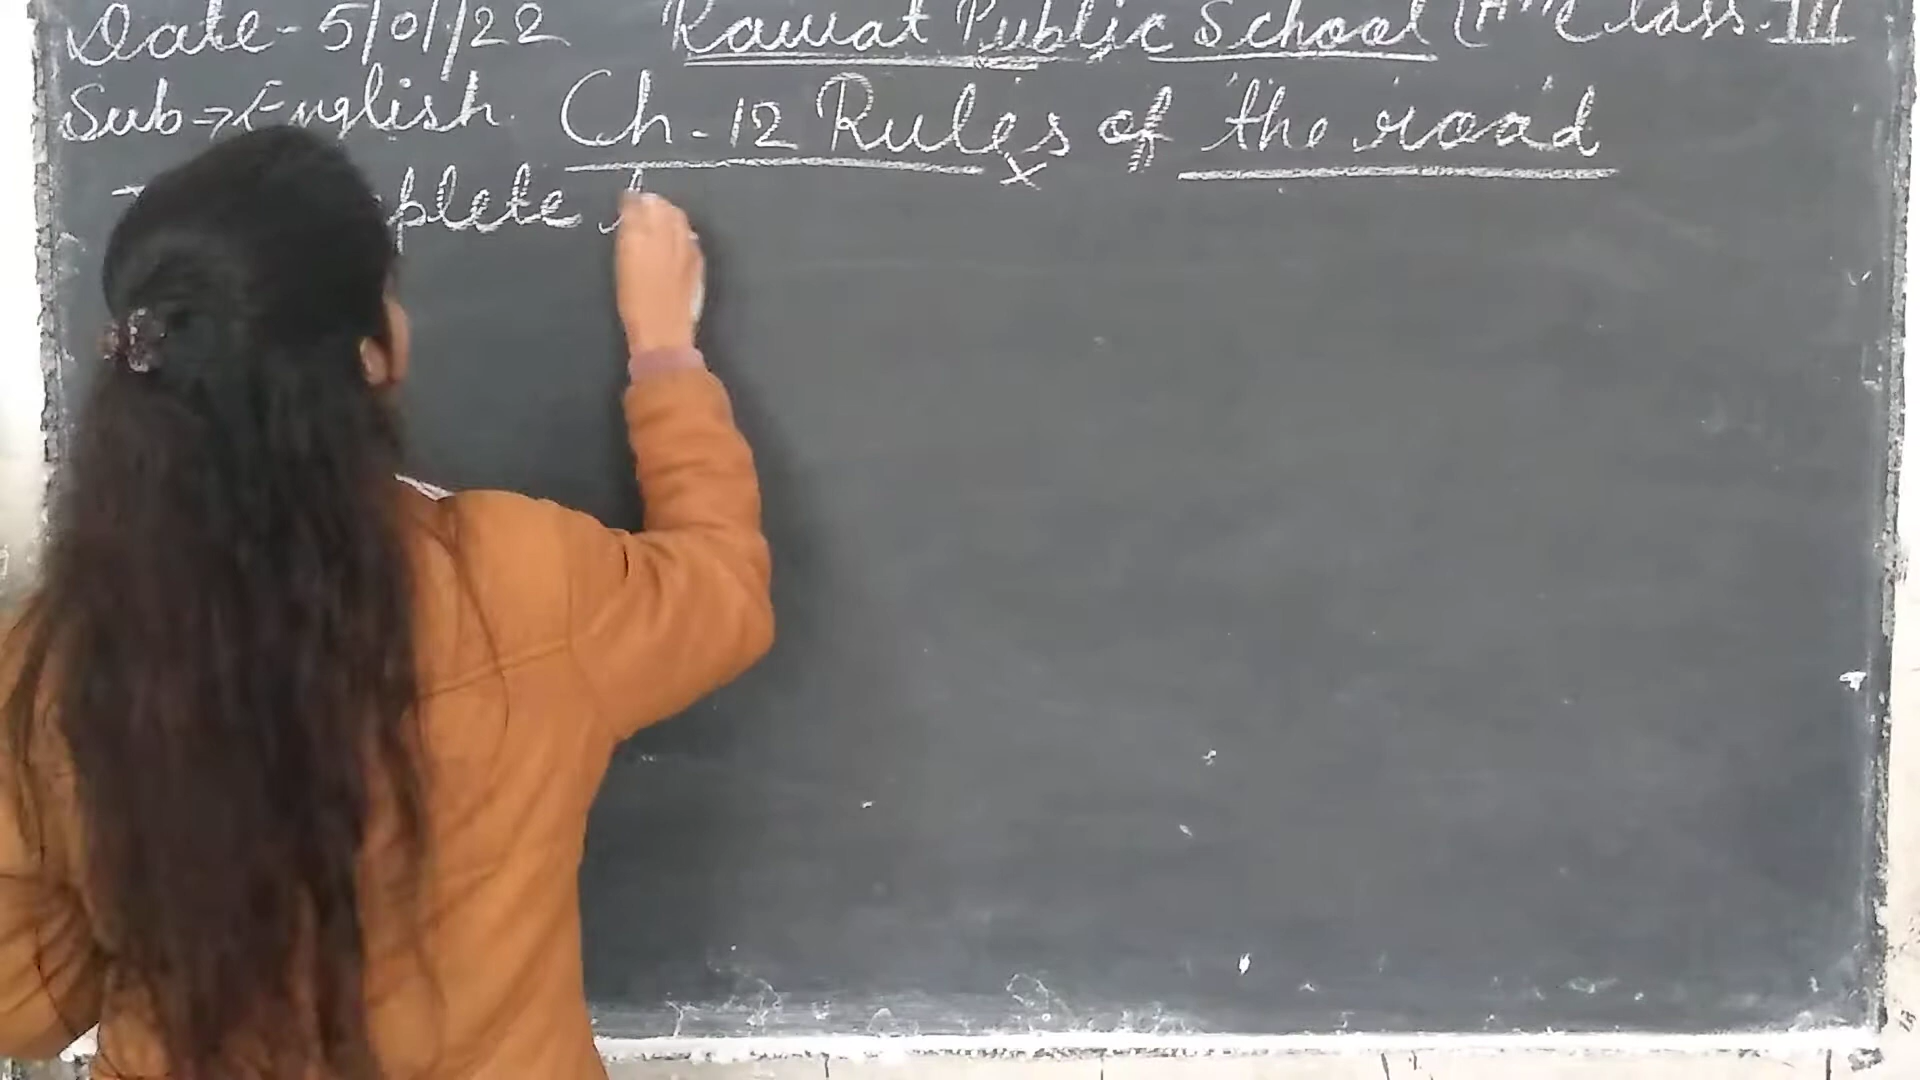 Date - 5/01/22 Rawat Public School Class - III
Sub → English Ch - 12 Rules of the road
plete